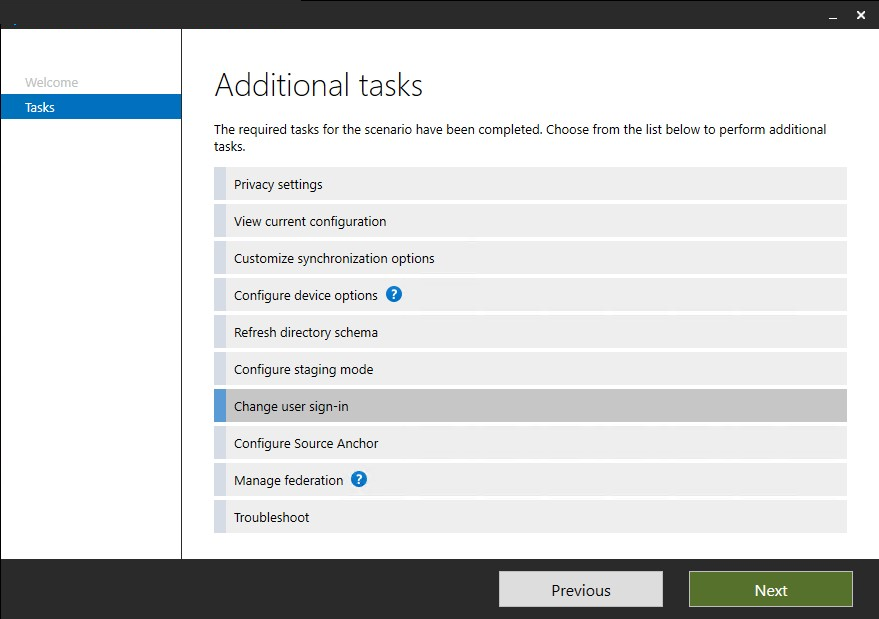 Welcome
Tasks
Additional tasks
The required tasks for the scenario have been completed. Choose from the list below to perform additional
tasks.
Privacy settings
View current configuration
Customize synchronization options
Configure device options ?
Refresh directory schema
Configure staging mode
Change user sign-in
Configure Source Anchor
Manage federation ?
Troubleshoot
Previous
Next